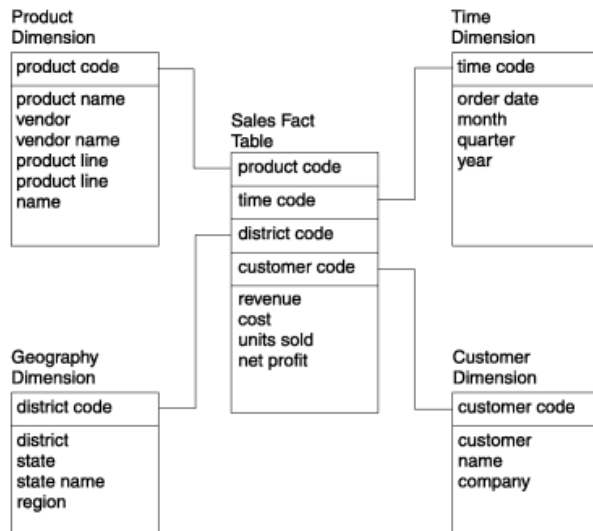 Product
Dimension
product code
product name
vendor
vendor name
product line
product line
name
Time
Dimension
time code
order date
month
quarter
year
Sales Fact
Table
product code
time code
district code
customer code
revenue
cost
units sold
net profit
Geography
Dimension
district code
district
state
state name
region
Customer
Dimension
customer code
customer
name
company